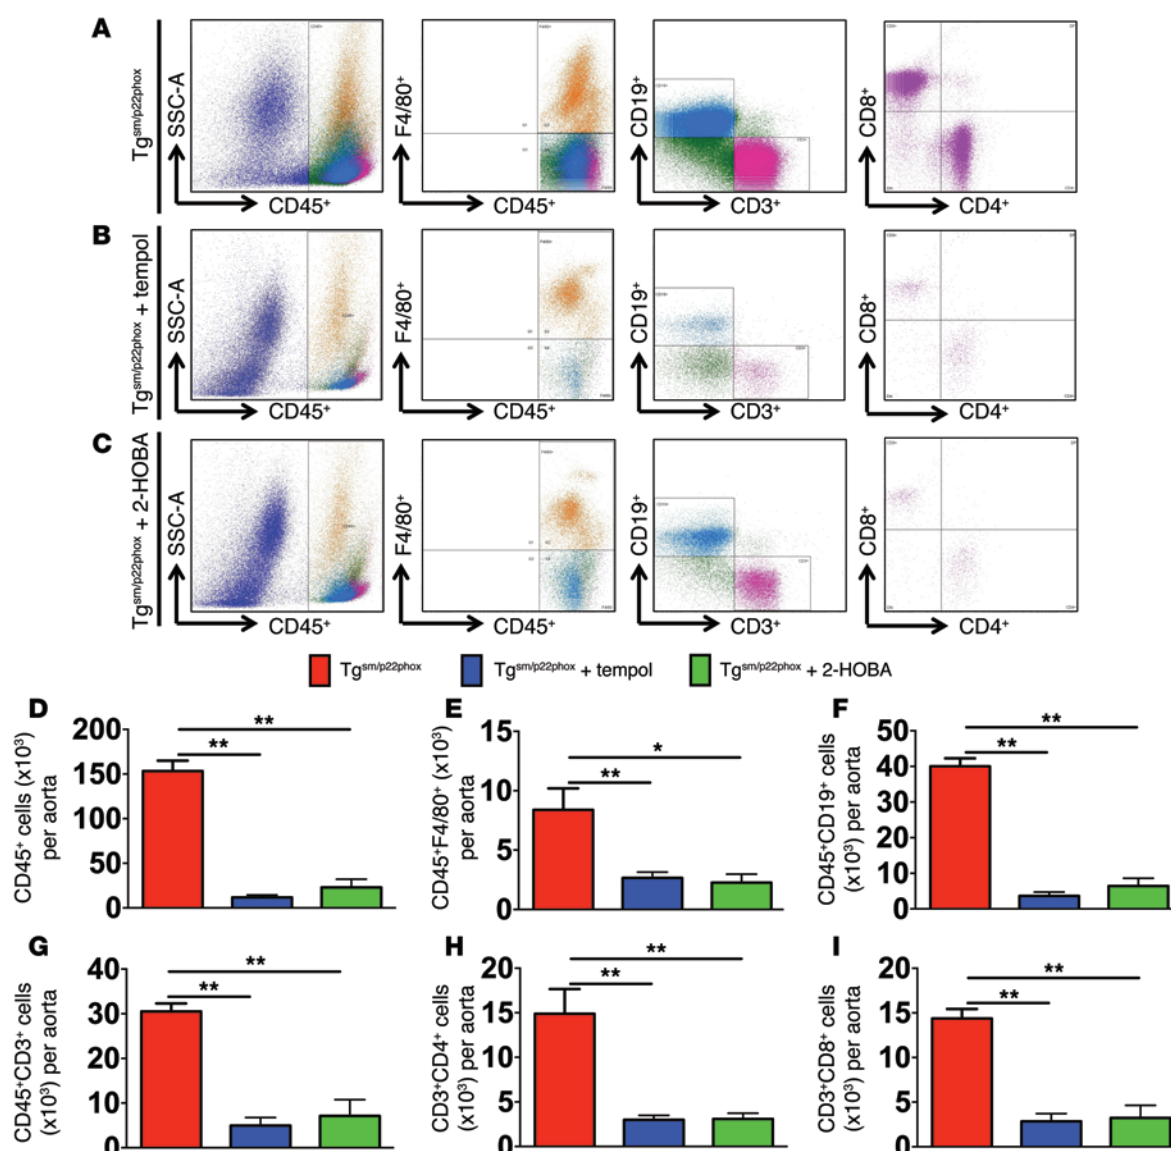 A
Tgsm/p22phox
SSC-A
CD45+
F4/80+
CD45+
CD19+
CD3+
CD8+
CD4+
B
Tgsm/p22phox + tempol
SSC-A
CD45+
F4/80+
CD45+
CD19+
CD3+
CD8+
CD4+
C
Tgsm/p22phox + 2-HOBA
SSC-A
CD45+
F4/80+
CD45+
CD19+
CD3+
CD8+
CD4+
Tgsm/p22phox
Tgsm/p22phox + tempol
Tgsm/p22phox + 2-HOBA
D
CD45+ cells (x10³)
per aorta
200
150
100
50
0
**
**
E
CD45+F4/80+ (x10³)
per aorta
15
10
5
0
*
**
F
CD45+CD19+ cells
(x10³) per aorta
50
40
30
20
10
0
**
**
G
CD45+CD3+ cells
(x10³) per aorta
40
30
20
10
0
**
**
H
CD3+CD4+ cells
(x10³) per aorta
20
15
10
5
0
**
**
I
CD3+CD8+ cells
(x10³) per aorta
20
15
10
5
0
**
**